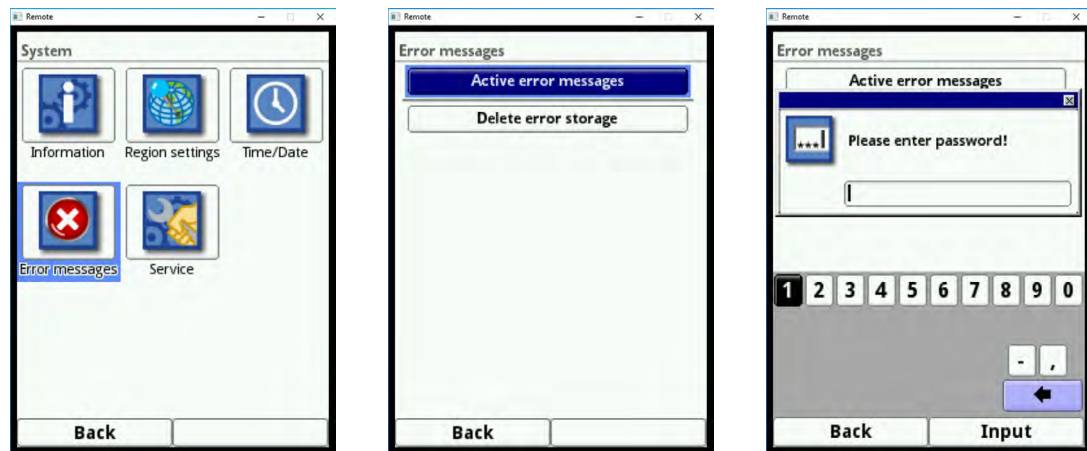 Remote
System
Information Region settings Time/Date
Error messages Service
Back
Remote
Error messages
Active error messages
Delete error storage
Back
Remote
Error messages
Active error messages
***
Please enter password!
1 2 3 4 5 6 7 8 9 0
- ,
Back Input